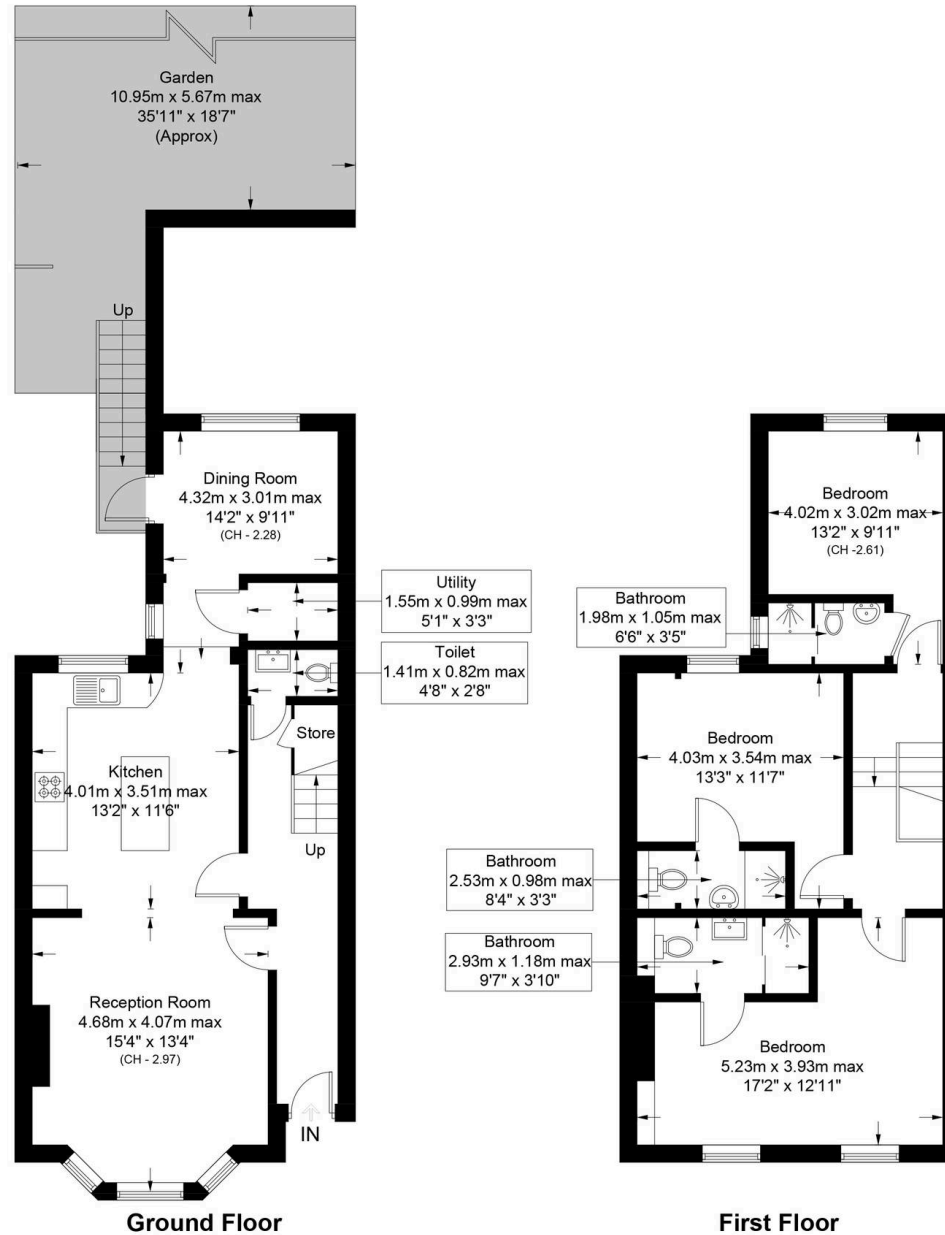 Garden
10.95m x 5.67m max
35'11" x 18'7"
(Approx)
Up
Dining Room
4.32m x 3.01m max
14'2" x 9'11"
(CH - 2.28)
Utility
1.55m x 0.99m max
5'1" x 3'3"
Toilet
1.41m x 0.82m max
4'8" x 2'8"
Store
Kitchen
4.01m x 3.51m max
13'2" x 11'6"
Up
Reception Room
4.68m x 4.07m max
15'4" x 13'4"
(CH - 2.97)
IN
Ground Floor
Bedroom
4.02m x 3.02m max
13'2" x 9'11"
(CH -2.61)
Bathroom
1.98m x 1.05m max
6'6" x 3'5"
Bedroom
4.03m x 3.54m max
13'3" x 11'7"
Bathroom
2.53m x 0.98m max
8'4" x 3'3"
Bathroom
2.93m x 1.18m max
9'7" x 3'10"
Bedroom
5.23m x 3.93m max
17'2" x 12'11"
First Floor